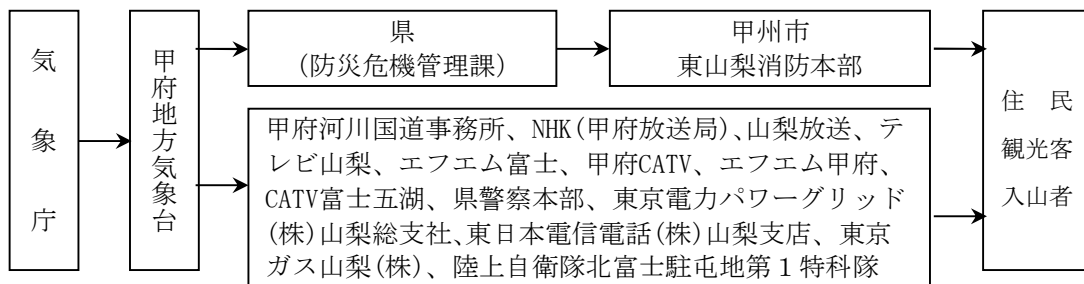 気象庁
甲府地方気象台
県
(防災危機管理課)
甲州市
東山梨消防本部
甲府河川国道事務所、NHK(甲府放送局)、山梨放送、テ
レビ山梨、エフエム富士、甲府CATV、エフエム甲府、
CATV富士五湖、県警察本部、東京電力パワーグリッド
(株)山梨総支社、東日本電信電話(株)山梨支店、東京
ガス山梨(株)、陸上自衛隊北富士駐屯地第１特科隊
住　民
観光客
入山者